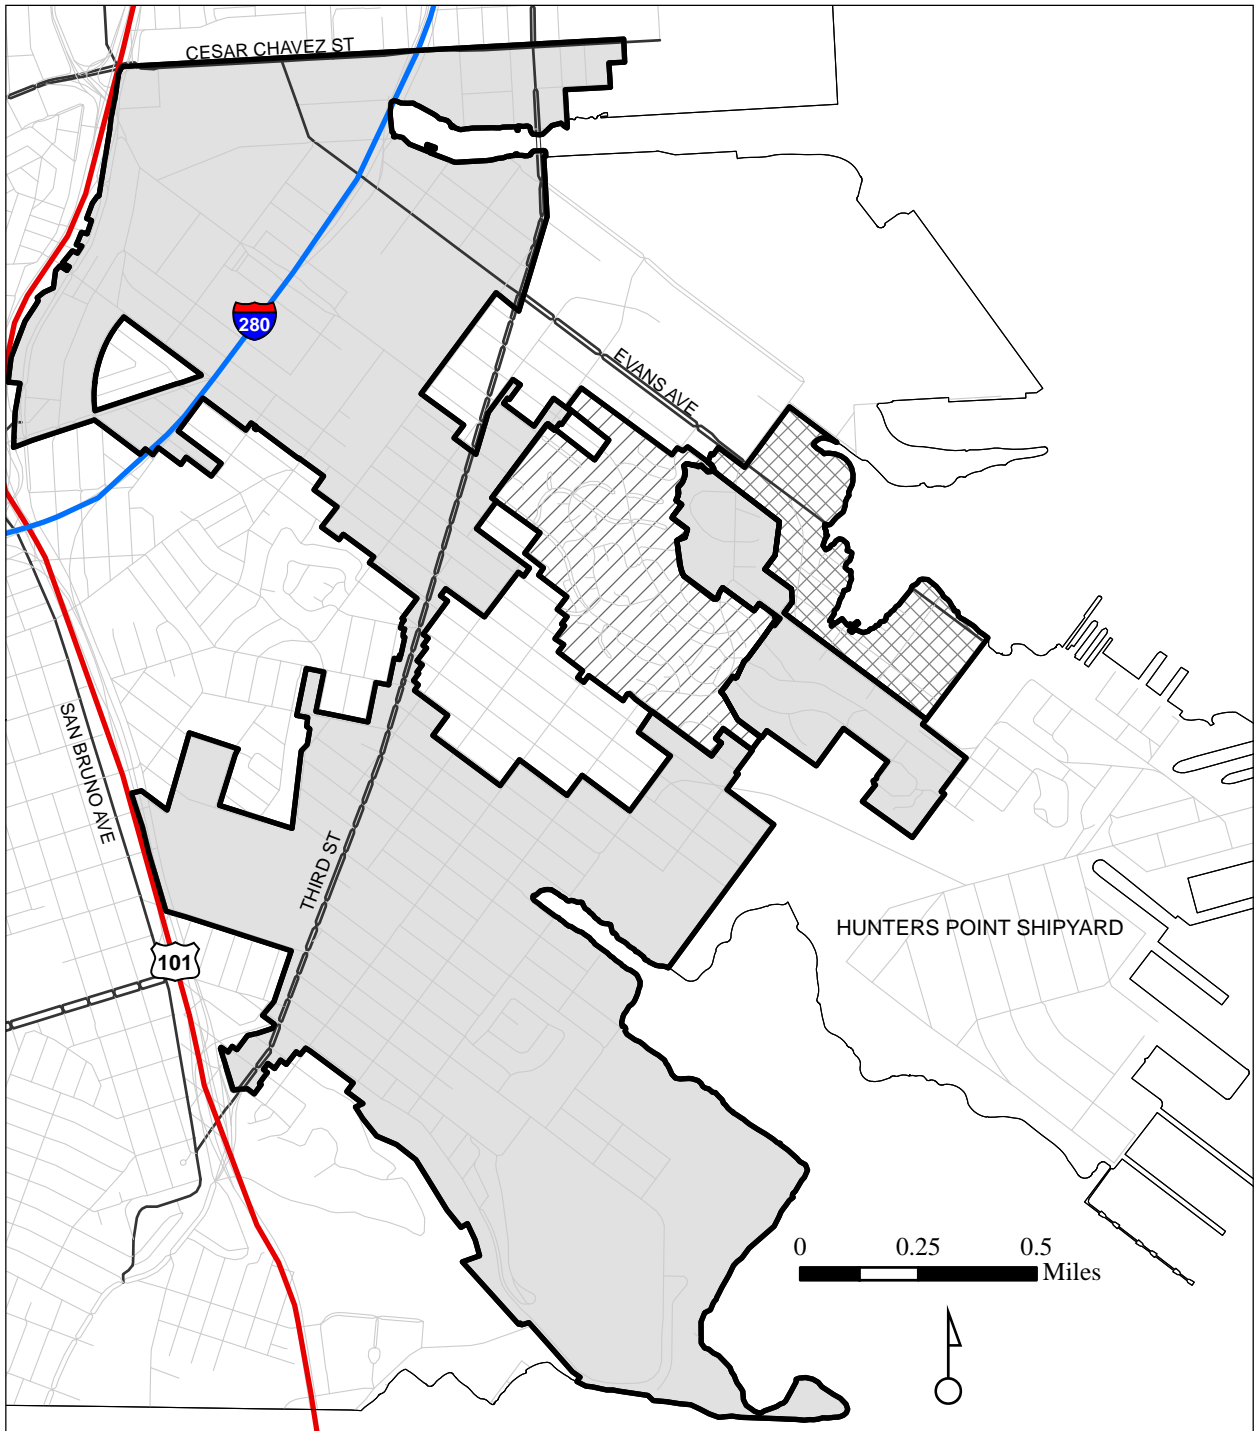 CESAR CHAVEZ ST
280
EVANS AVE
SAN BRUNO AVE
THIRD ST
HUNTERS POINT SHIPYARD
101
0 0.25 0.5
Miles